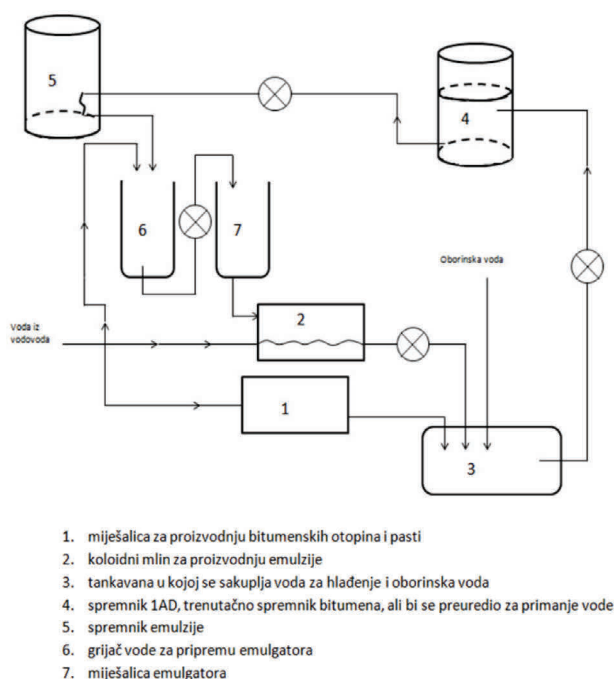 5
4
6
7
Oborinska voda
2
Voda iz
vodovoda
1
3
1. miješalica za proizvodnju bitumenskih otopina i pasti
2. koloidni mlin za proizvodnju emulzije
3. tankavana u kojoj se sakuplja voda za hlađenje i oborinska voda
4. spremnik 1AD, trenutačno spremnik bitumena, ali bi se preuredio za primanje vode
5. spremnik emulzije
6. grijač vode za pripremu emulgatora
7. miješalica emulgatora